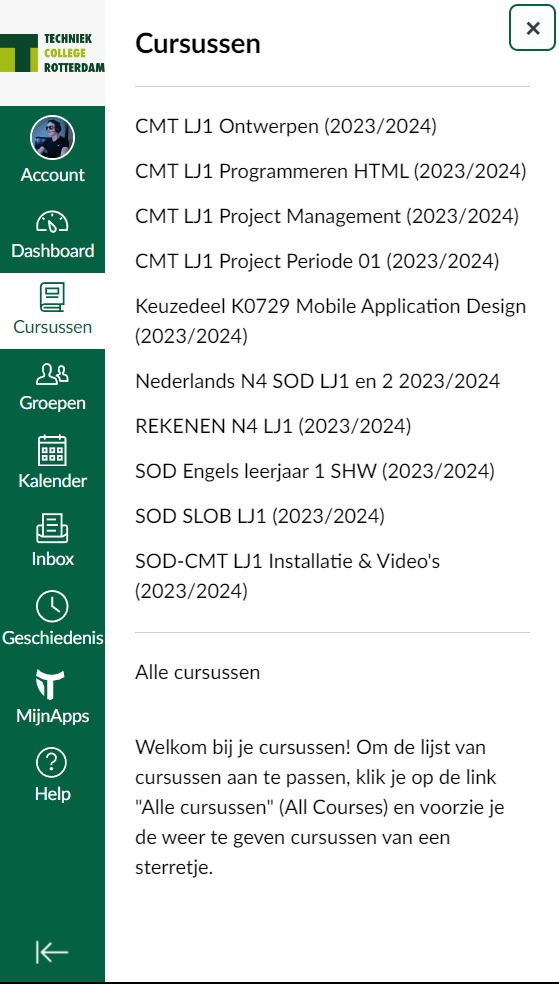 TECHNIEK
COLLEGE
ROTTERDAM
Account
Dashboard
Cursussen
Groepen
Kalender
Inbox
Geschiedenis
MijnApps
Help
Cursussen
CMT LJ1 Ontwerpen (2023/2024)
CMT LJ1 Programmeren HTML (2023/2024)
CMT LJ1 Project Management (2023/2024)
CMT LJ1 Project Periode 01 (2023/2024)
Keuzedeel K0729 Mobile Application Design
(2023/2024)
Nederlands N4 SOD LJ1 en 2 2023/2024
REKENEN N4 LJ1 (2023/2024)
SOD Engels leerjaar 1 SHW (2023/2024)
SOD SLOB LJ1 (2023/2024)
SOD-CMT LJ1 Installatie & Video's
(2023/2024)
Alle cursussen
Welkom bij je cursussen! Om de lijst van
cursussen aan te passen, klik je op de link
"Alle cursussen" (All Courses) en voorzie je
de weer te geven cursussen van een
sterretje.